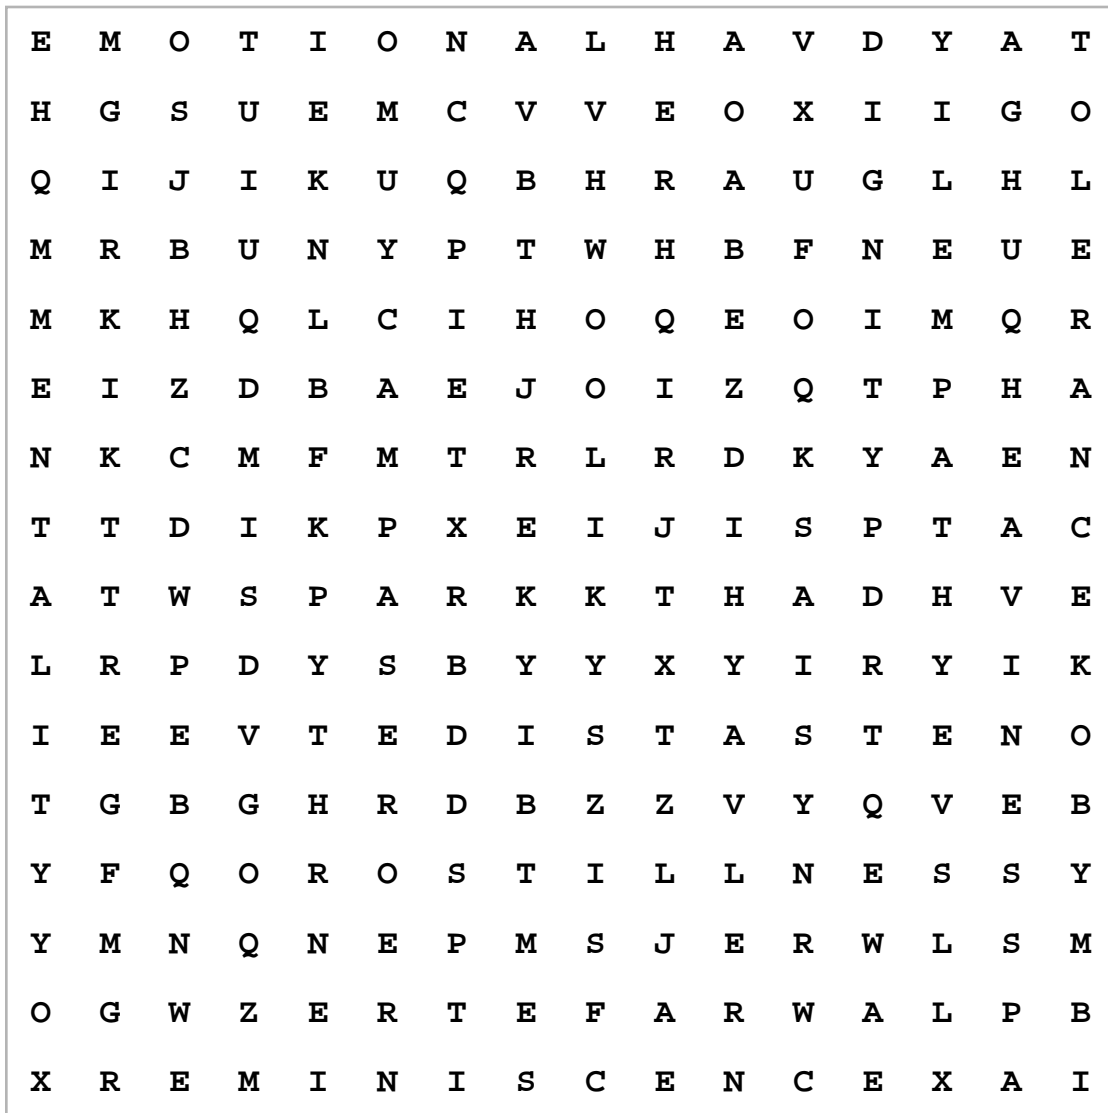 E M O T I O N A L H A V D Y A T
H G S U E M C V V E O X I I G O
Q I J I K U Q B H R A U G L H L
M R B U N Y P T W H B F N E U E
M K H Q L C I H O Q E O I M Q R
E I Z D B A E J O I Z Q T P H A
N K C M F M T R L R D K Y A E N
T T D I K P X E I J I S P T A C
A T W S P A R K K T H A D H V E
L R P D Y S B Y Y X Y I R Y I K
I E E V T E D I S T A S T E N O
T G B G H R D B Z Z V Y Q V E B
Y F Q O R O S T I L L N E S S Y
Y M N Q N E P M S J E R W L S M
O G W Z E R T E F A R W A L P B
X R E M I N I S C E N C E X A I